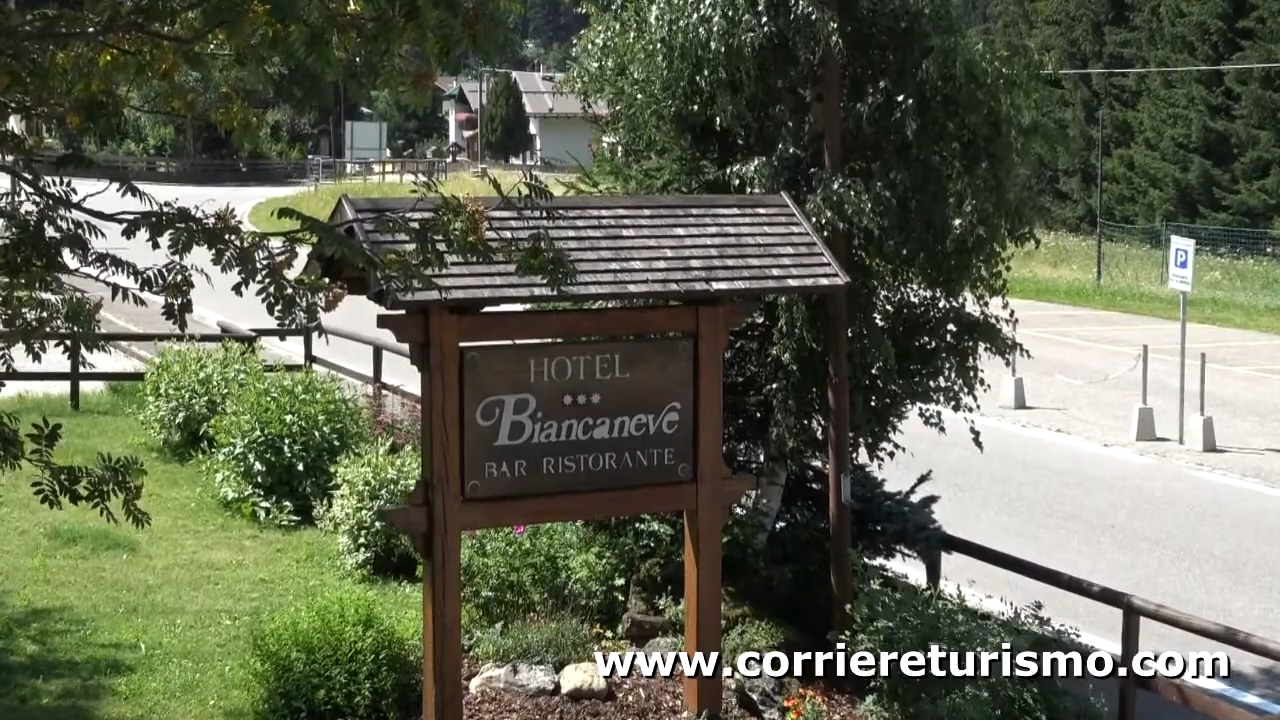 HOTEL
***
Biancaneve
BAR RISTORANTE
P
www.corriereturismo.com